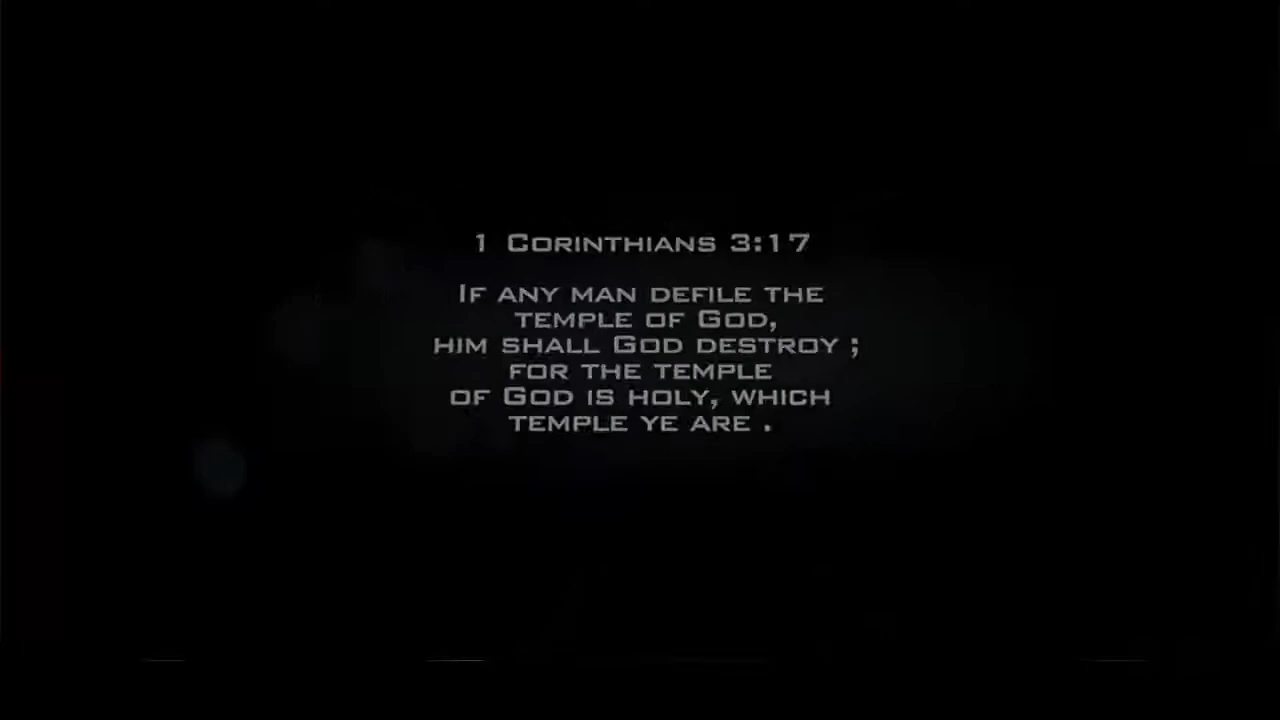 1 Corinthians 3:17
If any man defile the
temple of God,
him shall God destroy ;
for the temple
of God is holy, which
temple ye are .